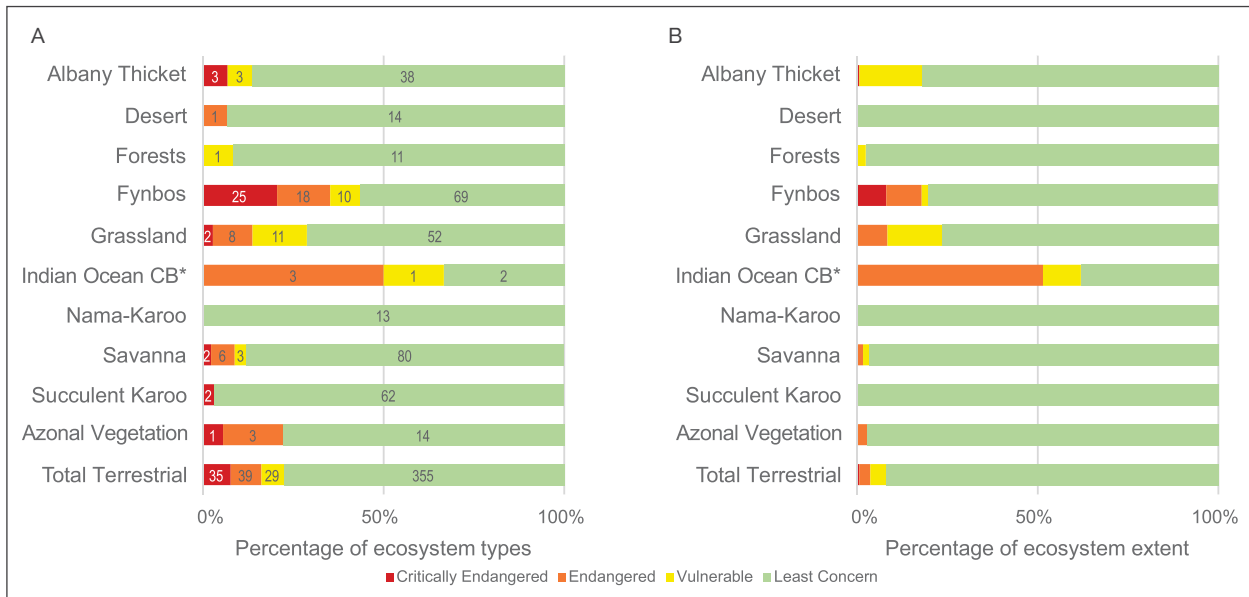 A
Albany Thicket 3 3 38
Desert 1 14
Forests 1 11
Fynbos 25 18 10 69
Grassland 2 8 11 52
Indian Ocean CB* 3 1 2
Nama-Karoo 13
Savanna 2 6 3 80
Succulent Karoo 2 62
Azonal Vegetation 1 3 14
Total Terrestrial 35 39 29 355
0% 50% 100%
Percentage of ecosystem types
B
Albany Thicket
Desert
Forests
Fynbos
Grassland
Indian Ocean CB*
Nama-Karoo
Savanna
Succulent Karoo
Azonal Vegetation
Total Terrestrial
0% 50% 100%
Percentage of ecosystem extent
Critically Endangered Endangered Vulnerable Least Concern